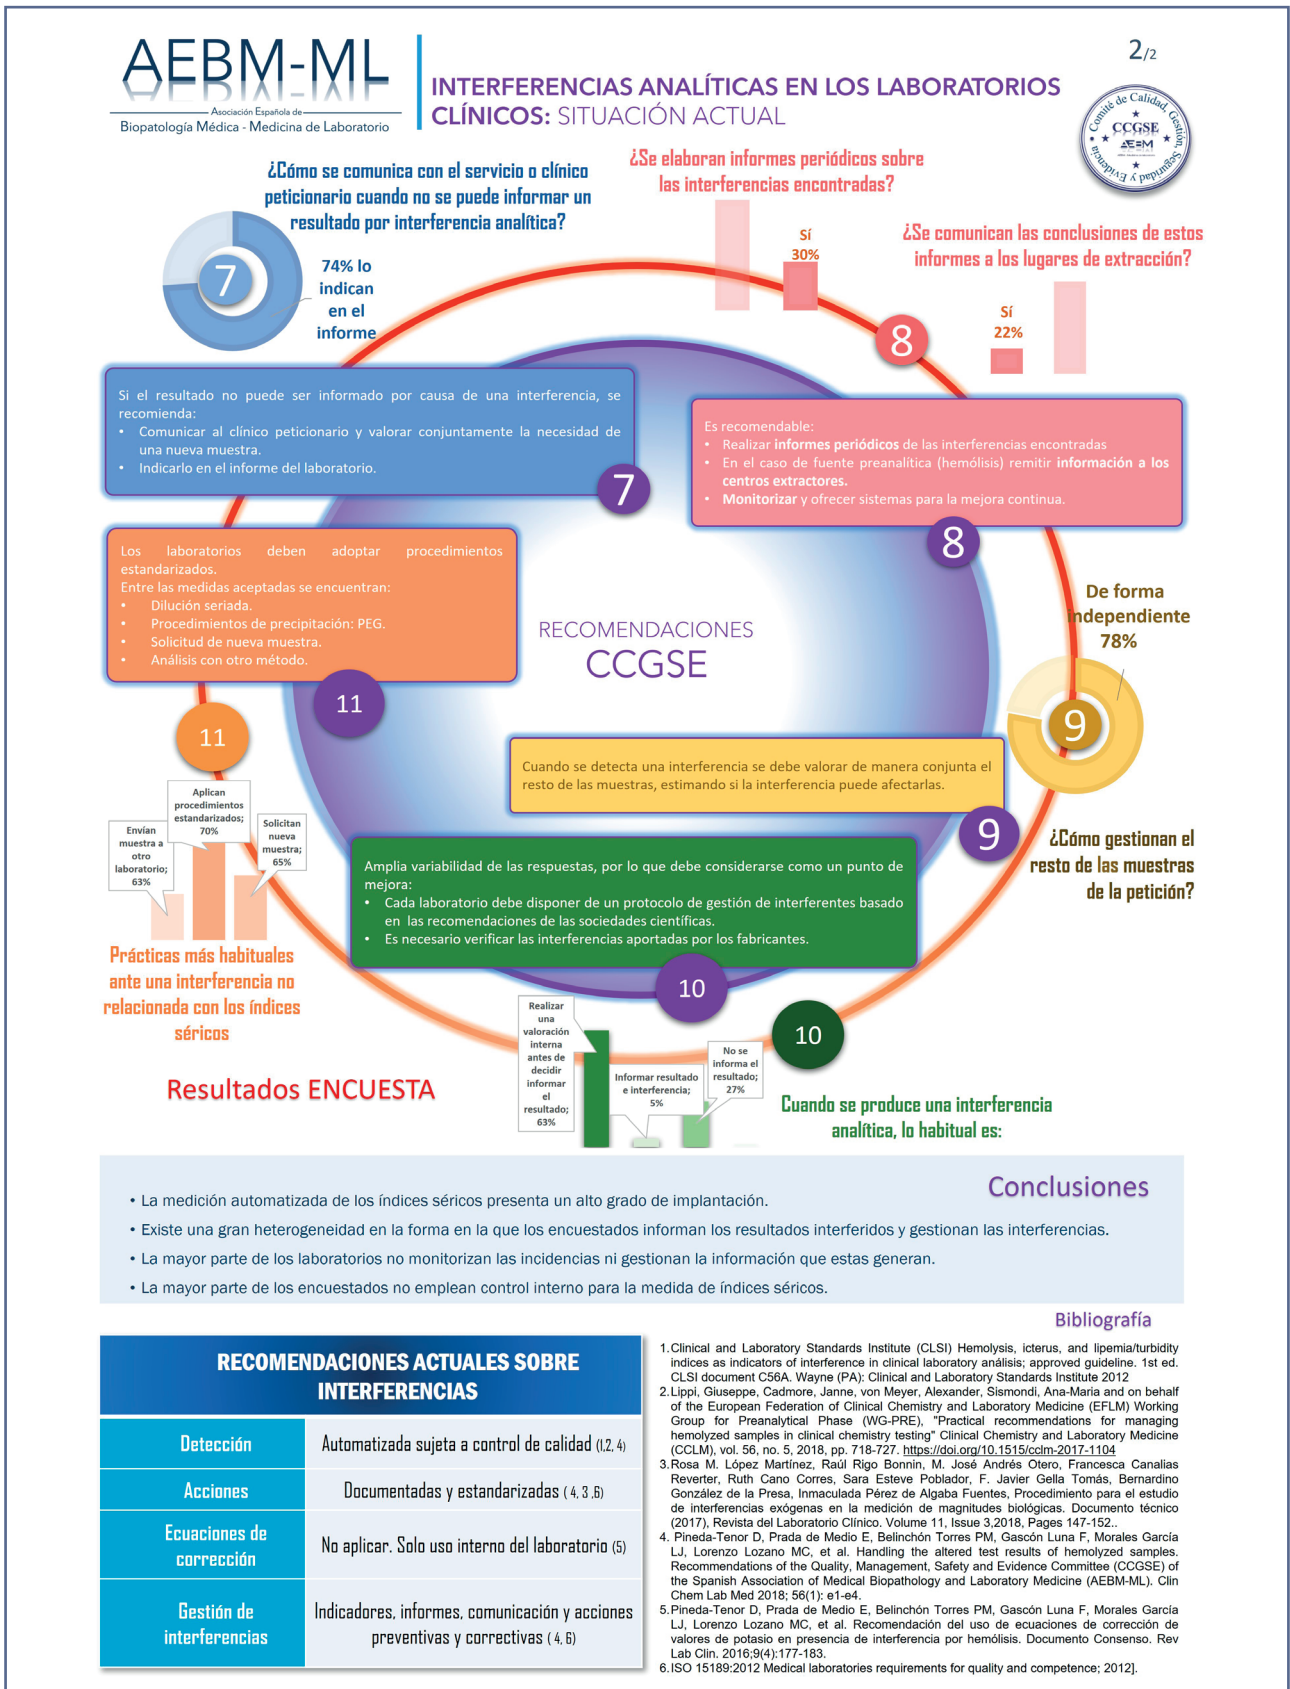 AEBM-ML
Asociación Española de
Biopatología Médica - Medicina de Laboratorio
INTERFERENCIAS ANALÍTICAS EN LOS LABORATORIOS
CLÍNICOS: SITUACIÓN ACTUAL
2/2
Comité de Calidad, Gestión, Seguridad y Evidencia
CCGSE
¿Cómo se comunica con el servicio o clínico
peticionario cuando no se puede informar un
resultado por interferencia analítica?
7
74% lo
indican
en el
informe
¿Se elaboran informes periódicos sobre
las interferencias encontradas?
Sí
30%
¿Se comunican las conclusiones de estos
informes a los lugares de extracción?
Sí
22%
8
Si el resultado no puede ser informado por causa de una interferencia, se
recomienda:
• Comunicar al clínico peticionario y valorar conjuntamente la necesidad de
una nueva muestra.
• Indicarlo en el informe del laboratorio.
7
Es recomendable:
• Realizar informes periódicos de las interferencias encontradas
• En el caso de fuente preanalítica (hemólisis) remitir información a los
centros extractores.
• Monitorizar y ofrecer sistemas para la mejora continua.
8
Los laboratorios deben adoptar procedimientos
estandarizados.
Entre las medidas aceptadas se encuentran:
• Dilución seriada.
• Procedimientos de precipitación: PEG.
• Solicitud de nueva muestra.
• Análisis con otro método.
11
RECOMENDACIONES
CCGSE
De forma
independiente
78%
9
11
Cuando se detecta una interferencia se debe valorar de manera conjunta el
resto de las muestras, estimando si la interferencia puede afectarlas.
9
¿Cómo gestionan el
resto de las muestras
de la petición?
Envían
muestra a
otro
laboratorio;
63%
Aplican
procedimientos
estandarizados;
70%
Solicitan
nueva
muestra;
65%
Prácticas más habituales
ante una interferencia no
relacionada con los índices
séricos
Amplia variabilidad de las respuestas, por lo que debe considerarse como un punto de
mejora:
• Cada laboratorio debe disponer de un protocolo de gestión de interferentes basado
en las recomendaciones de las sociedades científicas.
• Es necesario verificar las interferencias aportadas por los fabricantes.
10
10
Realizar
una
valoración
interna
antes de
decidir
informar
el
resultado;
63%
Informar resultado
e interferencia;
5%
No se
informa el
resultado;
27%
Cuando se produce una interferencia
analítica, lo habitual es:
Resultados ENCUESTA
Conclusiones
• La medición automatizada de los índices séricos presenta un alto grado de implantación.
• Existe una gran heterogeneidad en la forma en la que los encuestados informan los resultados interferidos y gestionan las interferencias.
• La mayor parte de los laboratorios no monitorizan las incidencias ni gestionan la información que estas generan.
• La mayor parte de los encuestados no emplean control interno para la medida de índices séricos.
RECOMENDACIONES ACTUALES SOBRE
INTERFERENCIAS
Detección
Automatizada sujeta a control de calidad (1,2, 4)
Acciones
Documentadas y estandarizadas ( 4, 3 ,6)
Ecuaciones de
corrección
No aplicar. Solo uso interno del laboratorio (5)
Gestión de
interferencias
Indicadores, informes, comunicación y acciones
preventivas y correctivas ( 4, 6)
Bibliografía
1.Clinical and Laboratory Standards Institute (CLSI) Hemolysis, icterus, and lipemia/turbidity
indices as indicators of interference in clinical laboratory análisis; approved guideline. 1st ed.
CLSI document C56A. Wayne (PA): Clinical and Laboratory Standards Institute 2012
2.Lippi, Giuseppe, Cadmore, Janne, von Meyer, Alexander, Sismondi, Ana-Maria and on behalf
of the European Federation of Clinical Chemistry and Laboratory Medicine (EFLM) Working
Group for Preanalytical Phase (WG-PRE), "Practical recommendations for managing
hemolyzed samples in clinical chemistry testing" Clinical Chemistry and Laboratory Medicine
(CCLM), vol. 56, no. 5, 2018, pp. 718-727. https://doi.org/10.1515/cclm-2017-1104
3.Rosa M. López Martínez, Raúl Rigo Bonnin, M. José Andrés Otero, Francesca Canalias
Reverter, Ruth Cano Corres, Sara Esteve Poblador, F. Javier Gella Tomás, Bernardino
González de la Presa, Inmaculada Pérez de Algaba Fuentes, Procedimiento para el estudio
de interferencias exógenas en la medición de magnitudes biológicas. Documento técnico
(2017), Revista del Laboratorio Clínico. Volume 11, Issue 3,2018, Pages 147-152..
4. Pineda-Tenor D, Prada de Medio E, Belinchón Torres PM, Gascón Luna F, Morales García
LJ, Lorenzo Lozano MC, et al. Handling the altered test results of hemolyzed samples.
Recommendations of the Quality, Management, Safety and Evidence Committee (CCGSE) of
the Spanish Association of Medical Biopathology and Laboratory Medicine (AEBM-ML). Clin
Chem Lab Med 2018; 56(1): e1-e4.
5.Pineda-Tenor D, Prada de Medio E, Belinchón Torres PM, Gascón Luna F, Morales García
LJ, Lorenzo Lozano MC, et al. Recomendación del uso de ecuaciones de corrección de
valores de potasio en presencia de interferencia por hemólisis. Documento Consenso. Rev
Lab Clin. 2016;9(4):177-183.
6.ISO 15189:2012 Medical laboratories requirements for quality and competence; 2012].